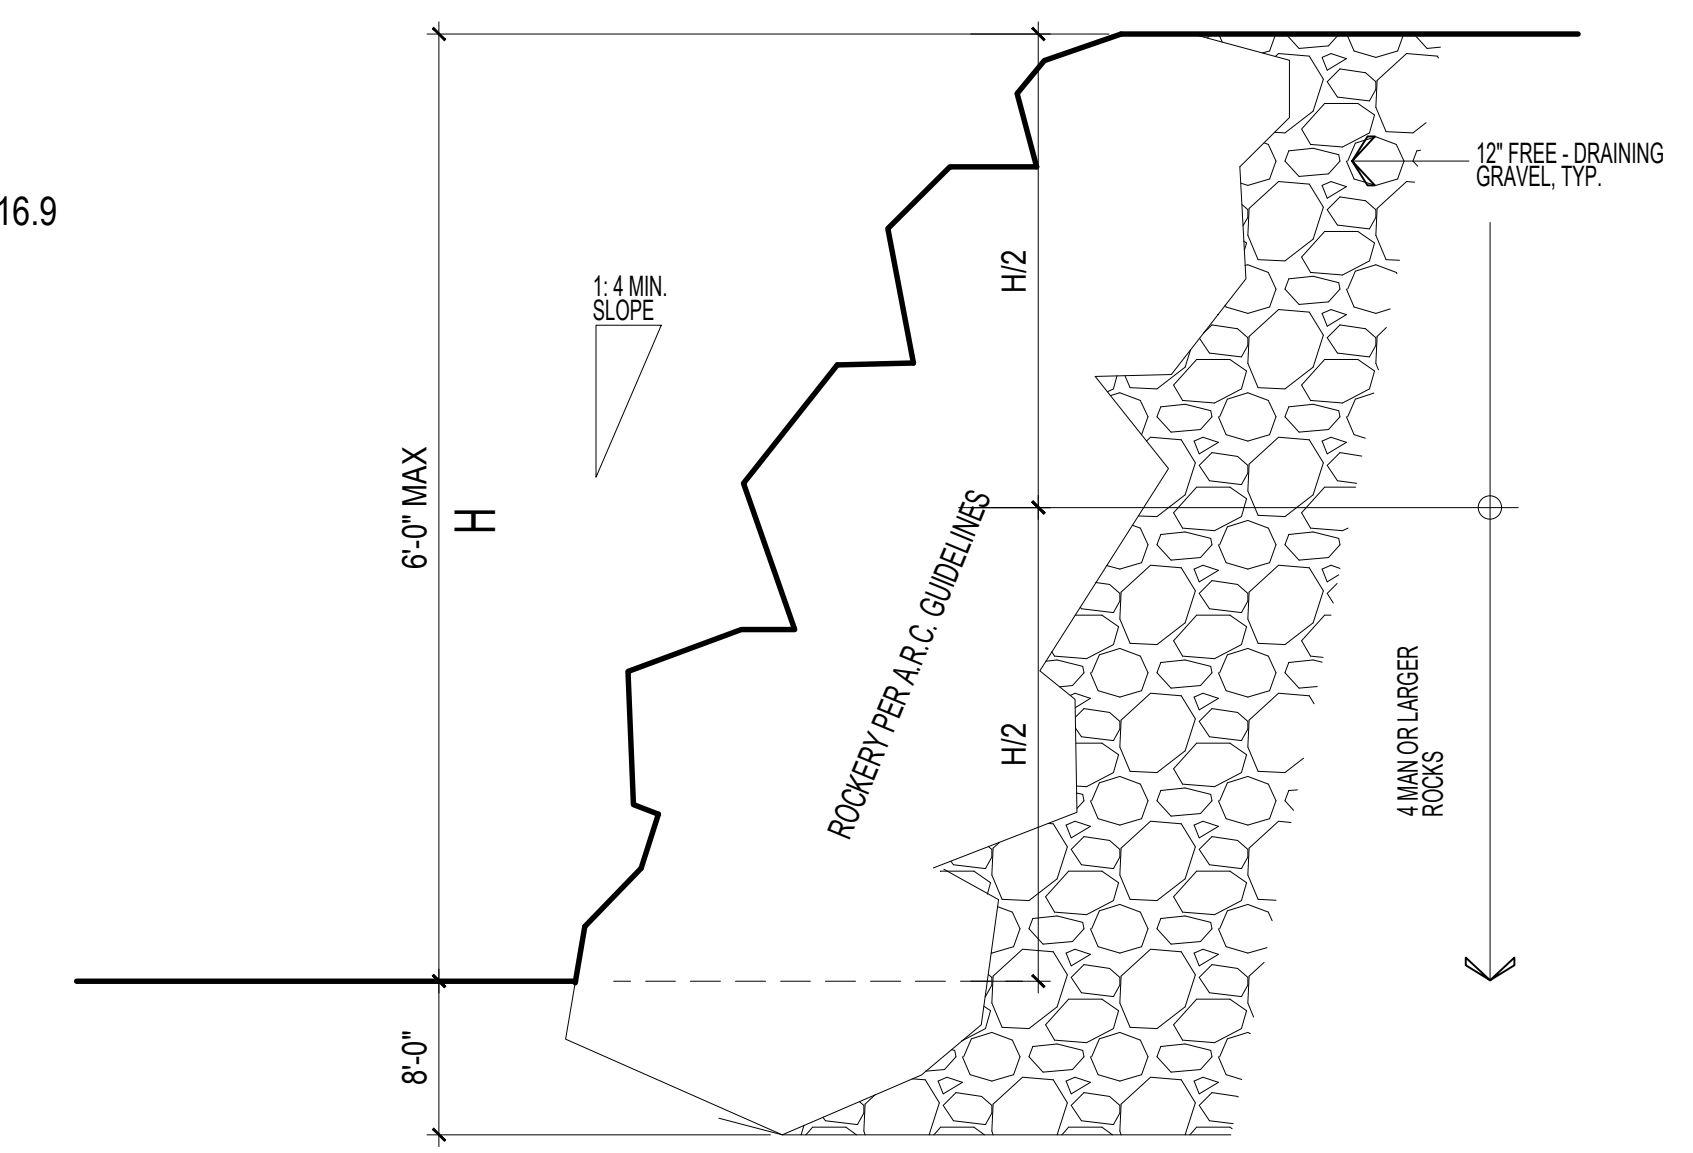 16.9
12" FREE - DRAINING
GRAVEL, TYP.
1: 4 MIN.
SLOPE
H/2
6'-0" MAX
H
ROCKERY PER A.R.C. GUIDELINES
H/2
4 MAN OR LARGER
ROCKS
8'-0"